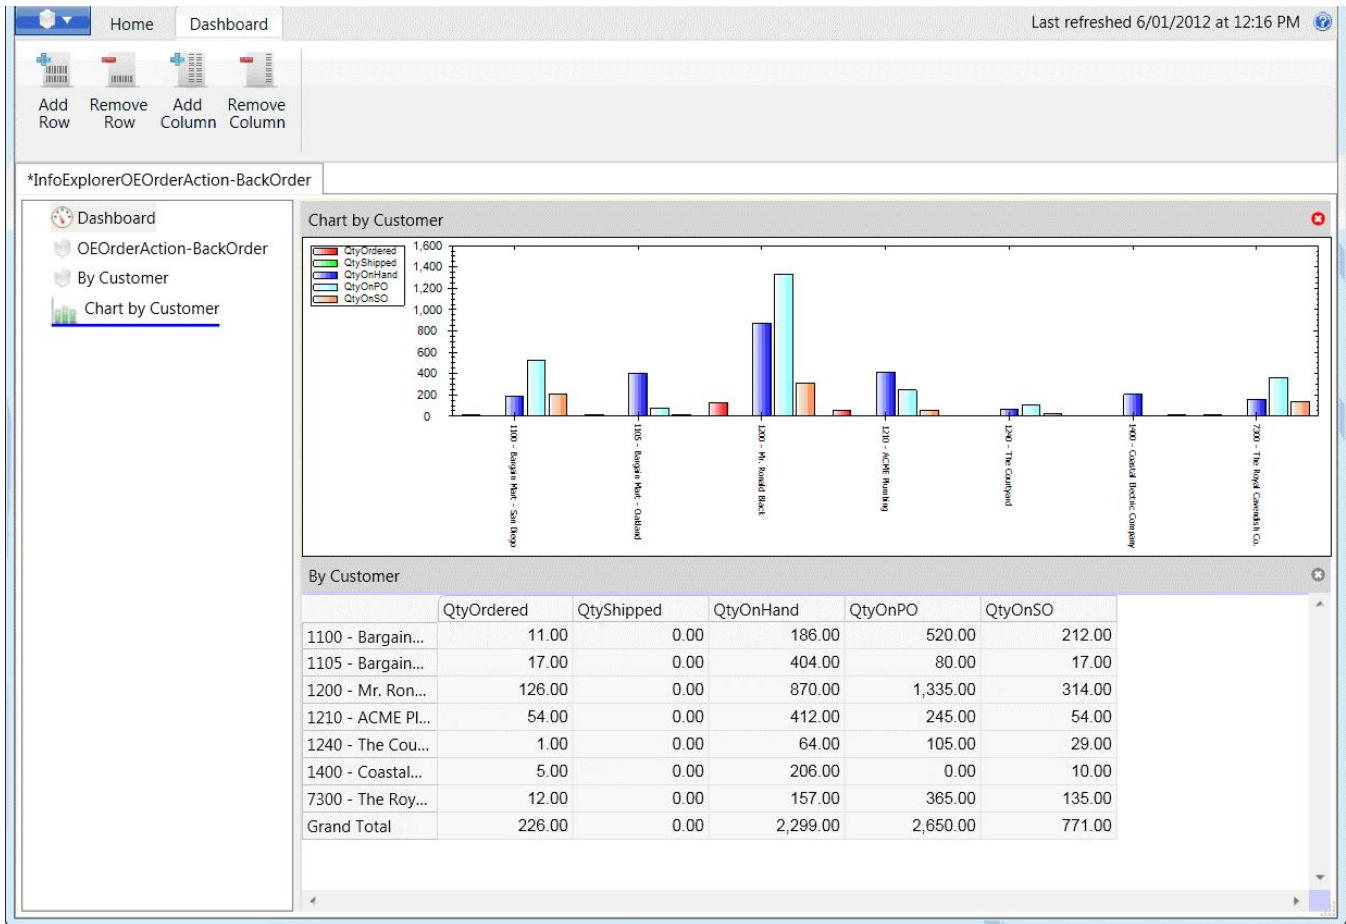 Home Dashboard Last refreshed 6/01/2012 at 12:16 PM ?
Add Row Remove Row Add Column Remove Column
*InfoExplorerOEOrderAction-BackOrder
Dashboard
OEOrderAction-BackOrder
By Customer
Chart by Customer
Chart by Customer
QtyOrdered
QtyShipped
QtyOnHand
QtyOnPO
QtyOnSO
1,600
1,400
1,200
1,000
800
600
400
200
0
1100 - Bargain Mart - San Diego
1105 - Bargain Mart - Oakland
1200 - Mr. Ronald Black
1210 - ACME Plumbing
1240 - The Courtyard
1400 - Coastal Electric Company
7300 - The Royal Cavendish Co.
By Customer
QtyOrdered QtyShipped QtyOnHand QtyOnPO QtyOnSO
1100 - Bargain... 11.00 0.00 186.00 520.00 212.00
1105 - Bargain... 17.00 0.00 404.00 80.00 17.00
1200 - Mr. Ron... 126.00 0.00 870.00 1,335.00 314.00
1210 - ACME Pl... 54.00 0.00 412.00 245.00 54.00
1240 - The Cou... 1.00 0.00 64.00 105.00 29.00
1400 - Coastal... 5.00 0.00 206.00 0.00 10.00
7300 - The Roy... 12.00 0.00 157.00 365.00 135.00
Grand Total 226.00 0.00 2,299.00 2,650.00 771.00